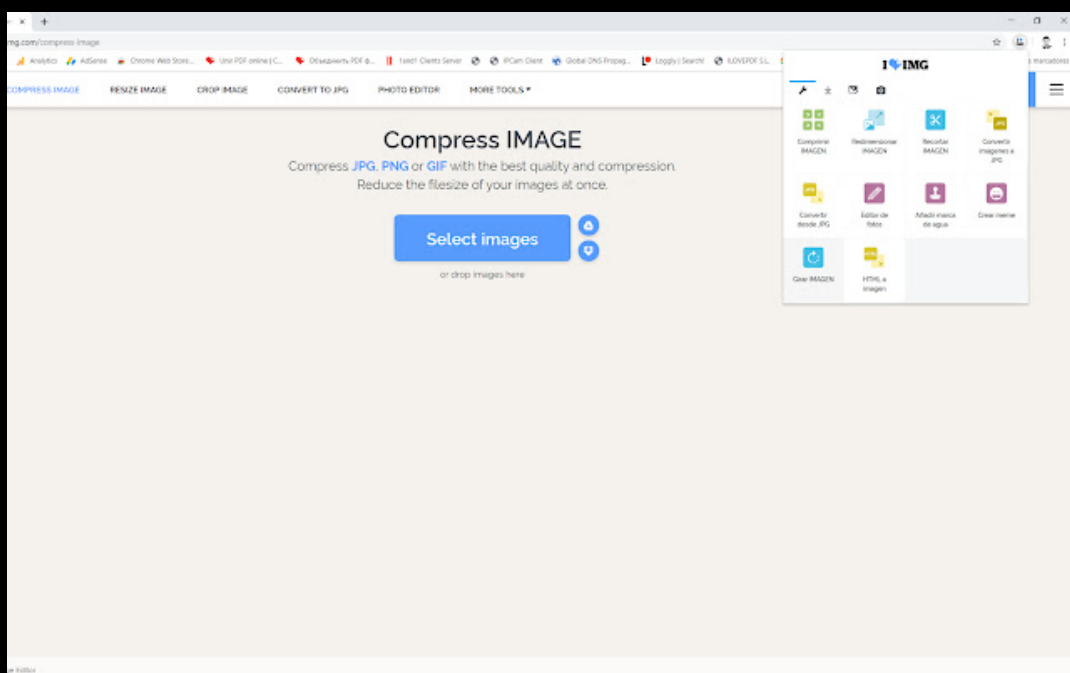 img.com/compress-image
Analytics AdSense Chrome Web Store... Unir PDF online | C... Объединить PDF ф... 1and1 Clients Server IPCam Client Global DNS Propag... Loggly | Search! ILOVEPDF S.L. marcadores
COMPRESS IMAGE RESIZE IMAGE CROP IMAGE CONVERT TO JPG PHOTO EDITOR MORE TOOLS
Compress IMAGE
Compress JPG, PNG or GIF with the best quality and compression.
Reduce the filesize of your images at once.
Select images
or drop images here
I IMG
Comprimir IMAGEN
Redimensionar IMAGEN
Recortar IMAGEN
Convertir imágenes a JPG
Convertir desde JPG
Editor de fotos
Añadir marca de agua
Crear meme
Girar IMAGEN
HTML a imagen
Editor